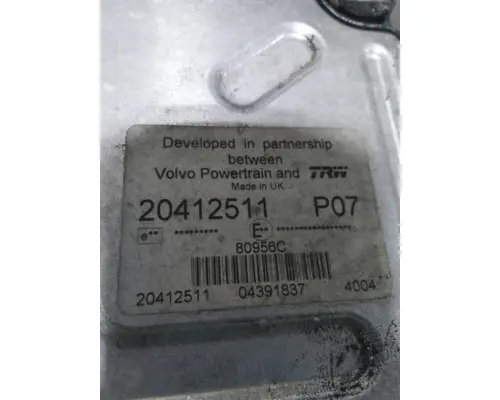 Developed in partnership
between
Volvo Powertrain and TRW
Made in UK
20412511 P07
e** ********* E** **************
80956C
20412511 04391837 4004